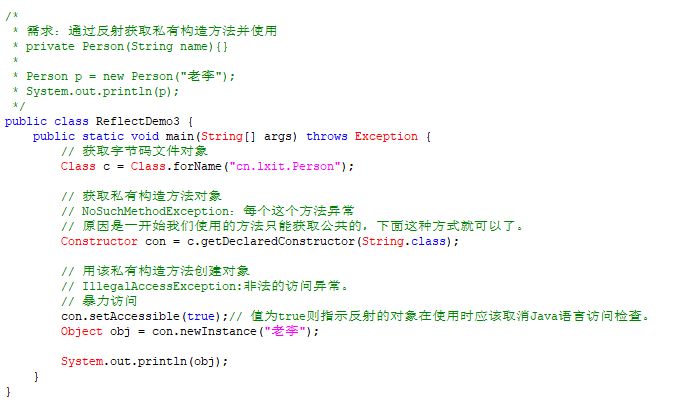 /*
 * 需求：通过反射获取私有构造方法并使用
 * private Person(String name){}
 *
 * Person p = new Person("老李");
 * System.out.println(p);
 */
public class ReflectDemo3 {
    public static void main(String[] args) throws Exception {
        // 获取字节码文件对象
        Class c = Class.forName("cn.lxit.Person");

        // 获取私有构造方法对象
        // NoSuchMethodException：每个这个方法异常
        // 原因是一开始我们使用的方法只能获取公共的，下面这种方式就可以了。
        Constructor con = c.getDeclaredConstructor(String.class);

        // 用该私有构造方法创建对象
        // IllegalAccessException:非法的访问异常。
        // 暴力访问
        con.setAccessible(true);// 值为true则指示反射的对象在使用时应该取消Java语言访问检查。
        Object obj = con.newInstance("老李");

        System.out.println(obj);
    }
}